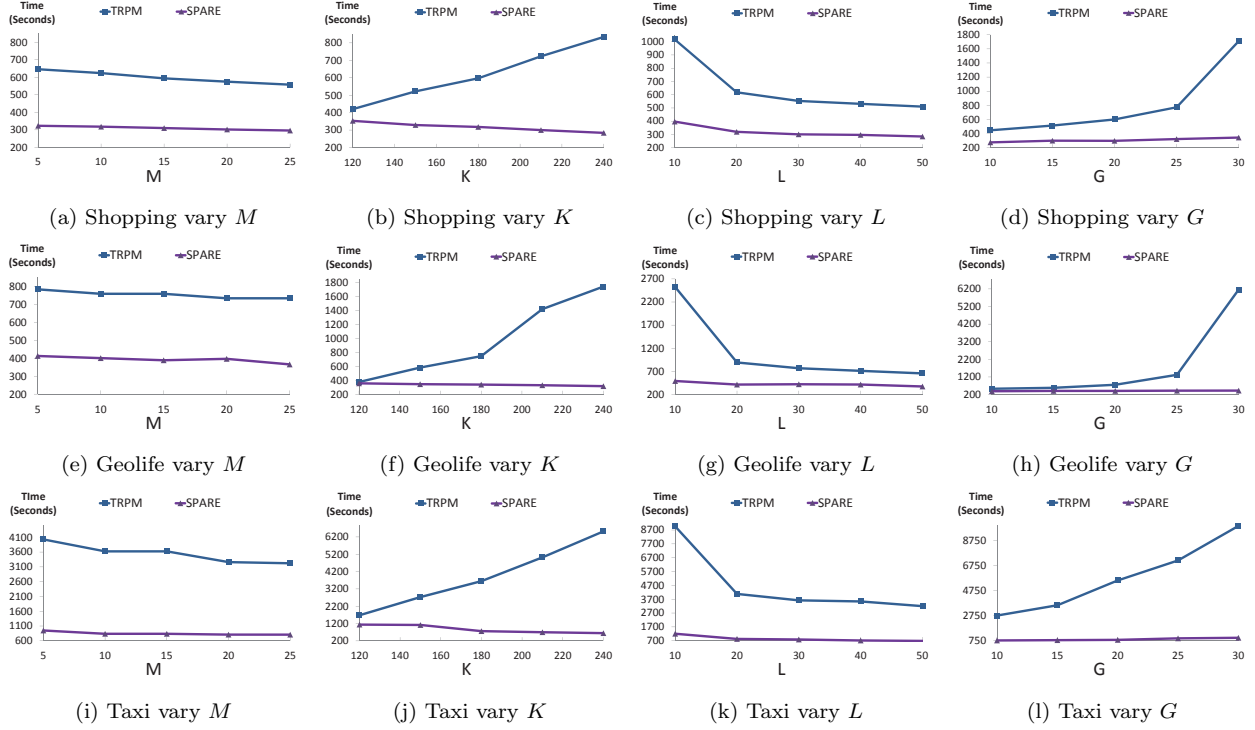 Time
(Seconds)
TRPM SPARE
800
700
600
500
400
300
200
5 10 15 20 25
M
(a) Shopping vary M
Time
(Seconds)
TRPM SPARE
800
700
600
500
400
300
200
120 140 160 180 200 220 240
K
(b) Shopping vary K
Time
(Seconds)
TRPM SPARE
1000
900
800
700
600
500
400
300
200
10 20 30 40 50
L
(c) Shopping vary L
Time
(Seconds)
TRPM SPARE
1800
1600
1400
1200
1000
800
600
400
200
10 15 20 25 30
G
(d) Shopping vary G
Time
(Seconds)
TRPM SPARE
800
700
600
500
400
300
200
5 10 15 20 25
M
(e) Geolife vary M
Time
(Seconds)
TRPM SPARE
1800
1600
1400
1200
1000
800
600
400
200
120 140 160 180 200 220 240
K
(f) Geolife vary K
Time
(Seconds)
TRPM SPARE
2700
2200
1700
1200
700
200
10 20 30 40 50
L
(g) Geolife vary L
Time
(Seconds)
TRPM SPARE
6200
5200
4200
3200
2200
1200
200
10 15 20 25 30
G
(h) Geolife vary G
TIme
(Seconds)
TRPM SPARE
4100
3600
3100
2600
2100
1600
1100
600
5 10 15 20 25
M
(i) Taxi vary M
Time
(Seconds)
TRPM SPARE
6200
5200
4200
3200
2200
1200
200
120 140 160 180 200 220 240
K
(j) Taxi vary K
Time
(Seconds)
TRPM SPARE
8700
7700
6700
5700
4700
3700
2700
1700
700
10 20 30 40 50
L
(k) Taxi vary L
Time
(Seconds)
TRPM SPARE
8750
6750
4750
2750
750
10 15 20 25 30
G
(l) Taxi vary G